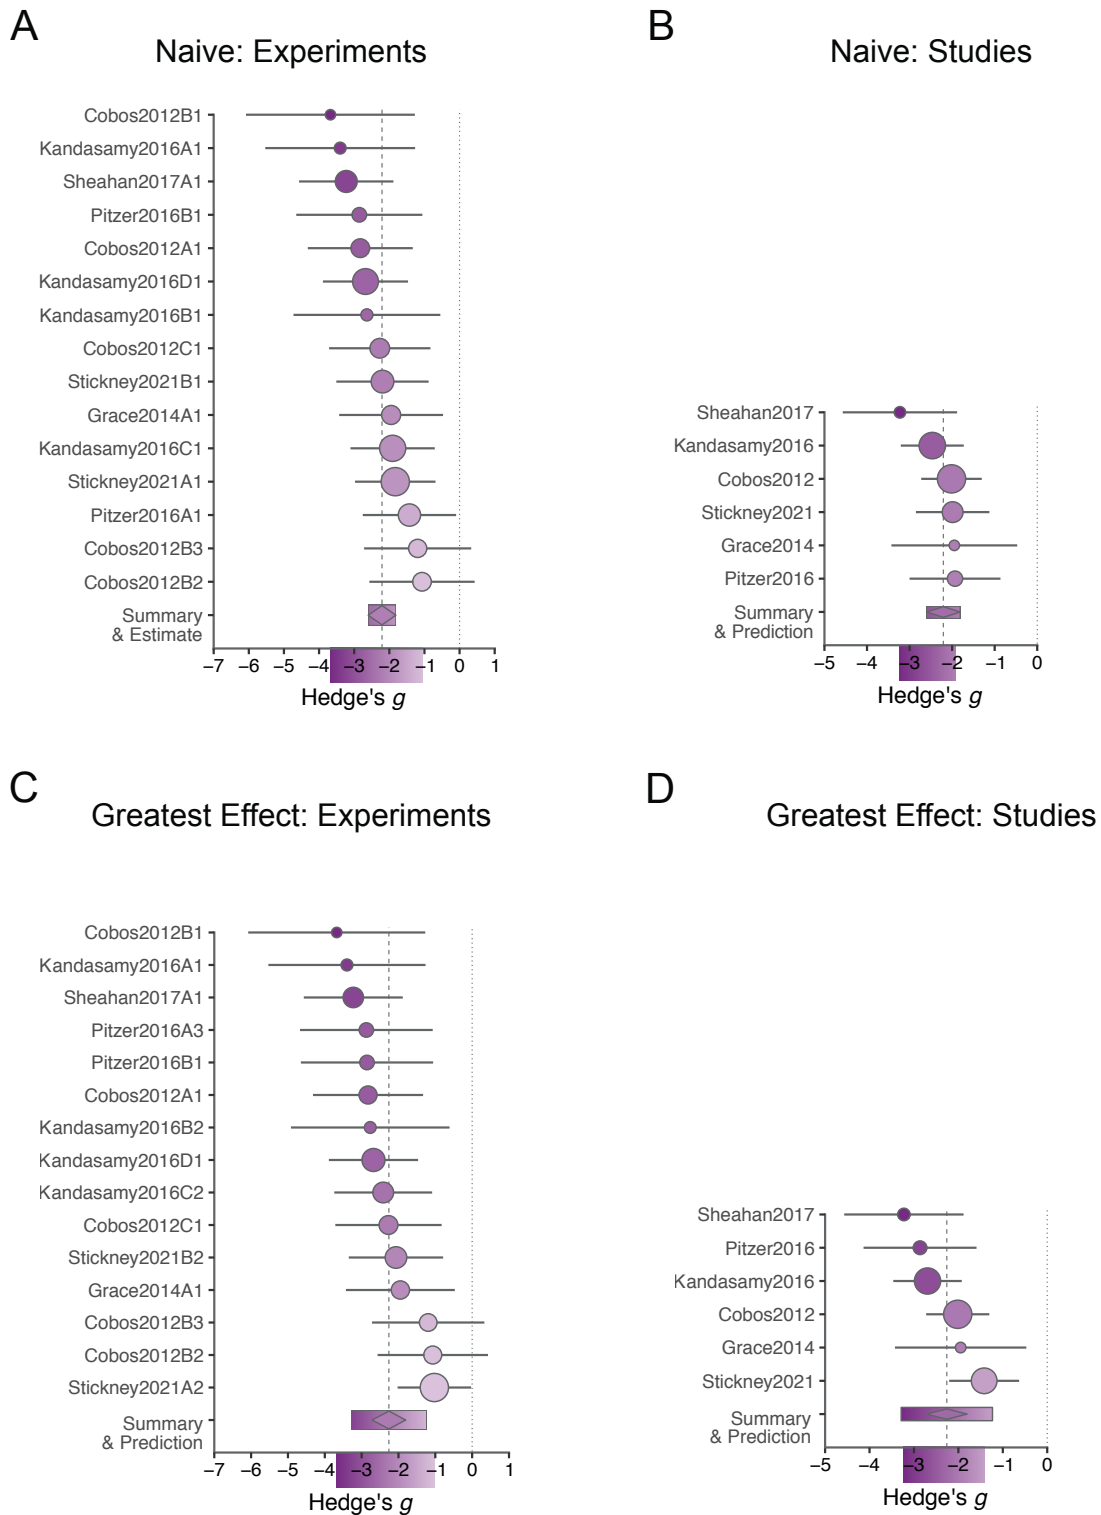 A
Naive: Experiments
Cobos2012B1
Kandasamy2016A1
Sheahan2017A1
Pitzer2016B1
Cobos2012A1
Kandasamy2016D1
Kandasamy2016B1
Cobos2012C1
Stickney2021B1
Grace2014A1
Kandasamy2016C1
Stickney2021A1
Pitzer2016A1
Cobos2012B3
Cobos2012B2
Summary
& Estimate
−7 −6 −5 −4 −3 −2 −1 0 1
Hedge's g
B
Naive: Studies
Sheahan2017
Kandasamy2016
Cobos2012
Stickney2021
Grace2014
Pitzer2016
Summary
& Prediction
−5 −4 −3 −2 −1 0
Hedge's g
C
Greatest Effect: Experiments
Cobos2012B1
Kandasamy2016A1
Sheahan2017A1
Pitzer2016A3
Pitzer2016B1
Cobos2012A1
Kandasamy2016B2
Kandasamy2016D1
Kandasamy2016C2
Cobos2012C1
Stickney2021B2
Grace2014A1
Cobos2012B3
Cobos2012B2
Stickney2021A2
Summary
& Prediction
−7 −6 −5 −4 −3 −2 −1 0 1
Hedge's g
D
Greatest Effect: Studies
Sheahan2017
Pitzer2016
Kandasamy2016
Cobos2012
Grace2014
Stickney2021
Summary
& Prediction
−5 −4 −3 −2 −1 0
Hedge's g